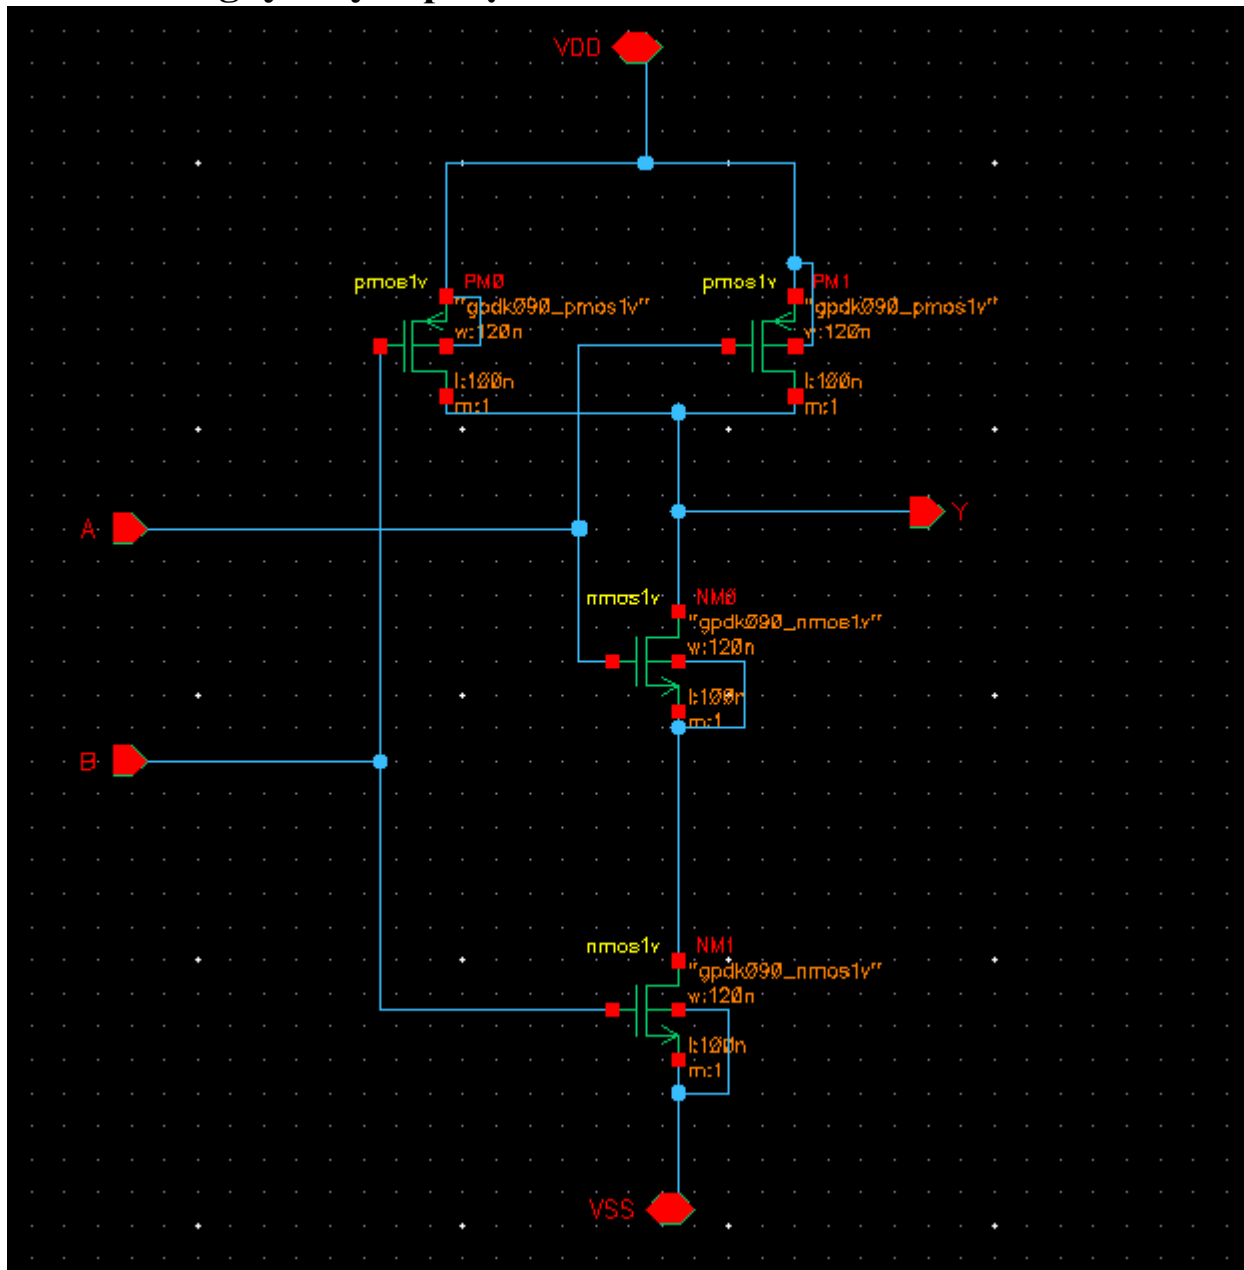 VDD
pmos1v PM0
"gpdk090_pmos1v"
w:120n
l:100n
m:1
pmos1v PM1
"gpdk090_pmos1v"
w:120n
l:100n
m:1
A
Y
nmos1v NM0
"gpdk090_nmos1v"
w:120n
l:100n
m:1
B
nmos1v NM1
"gpdk090_nmos1v"
w:120n
l:100n
m:1
VSS